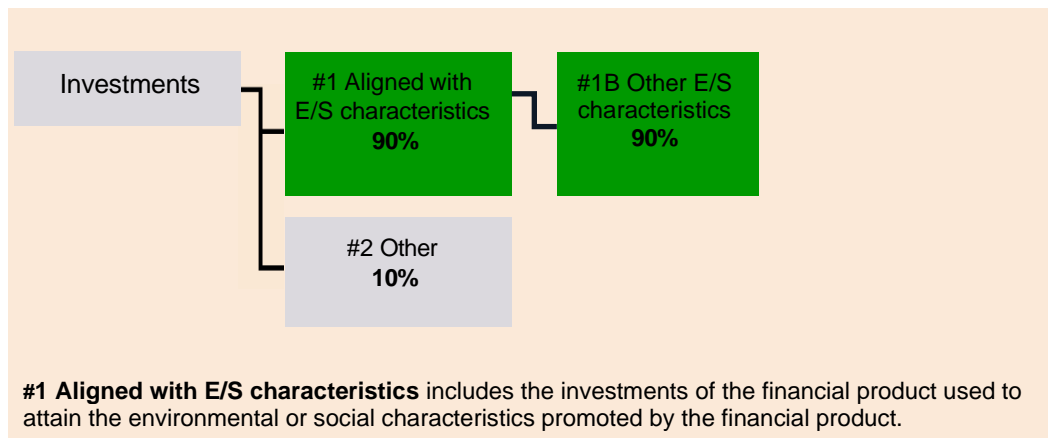 Investments
#1 Aligned with
E/S characteristics
90%
#1B Other E/S
characteristics
90%
#2 Other
10%
#1 Aligned with E/S characteristics includes the investments of the financial product used to
attain the environmental or social characteristics promoted by the financial product.